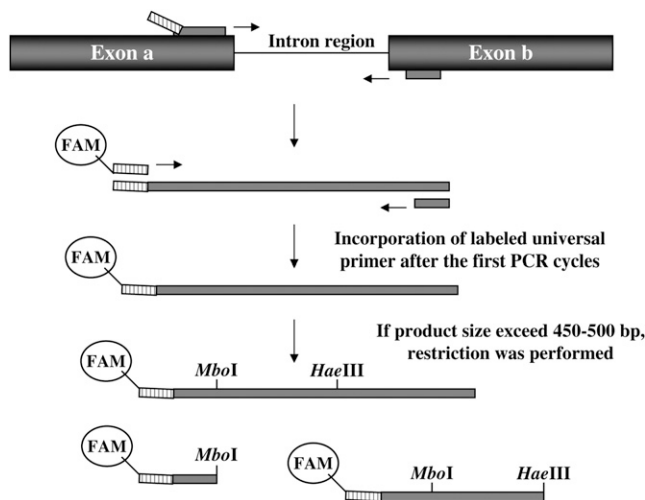 Exon a
Intron region
Exon b
FAM
Incorporation of labeled universal
primer after the first PCR cycles
FAM
If product size exceed 450-500 bp,
restriction was performed
MboI
HaeIII
FAM
FAM
MboI
FAM
MboI
HaeIII